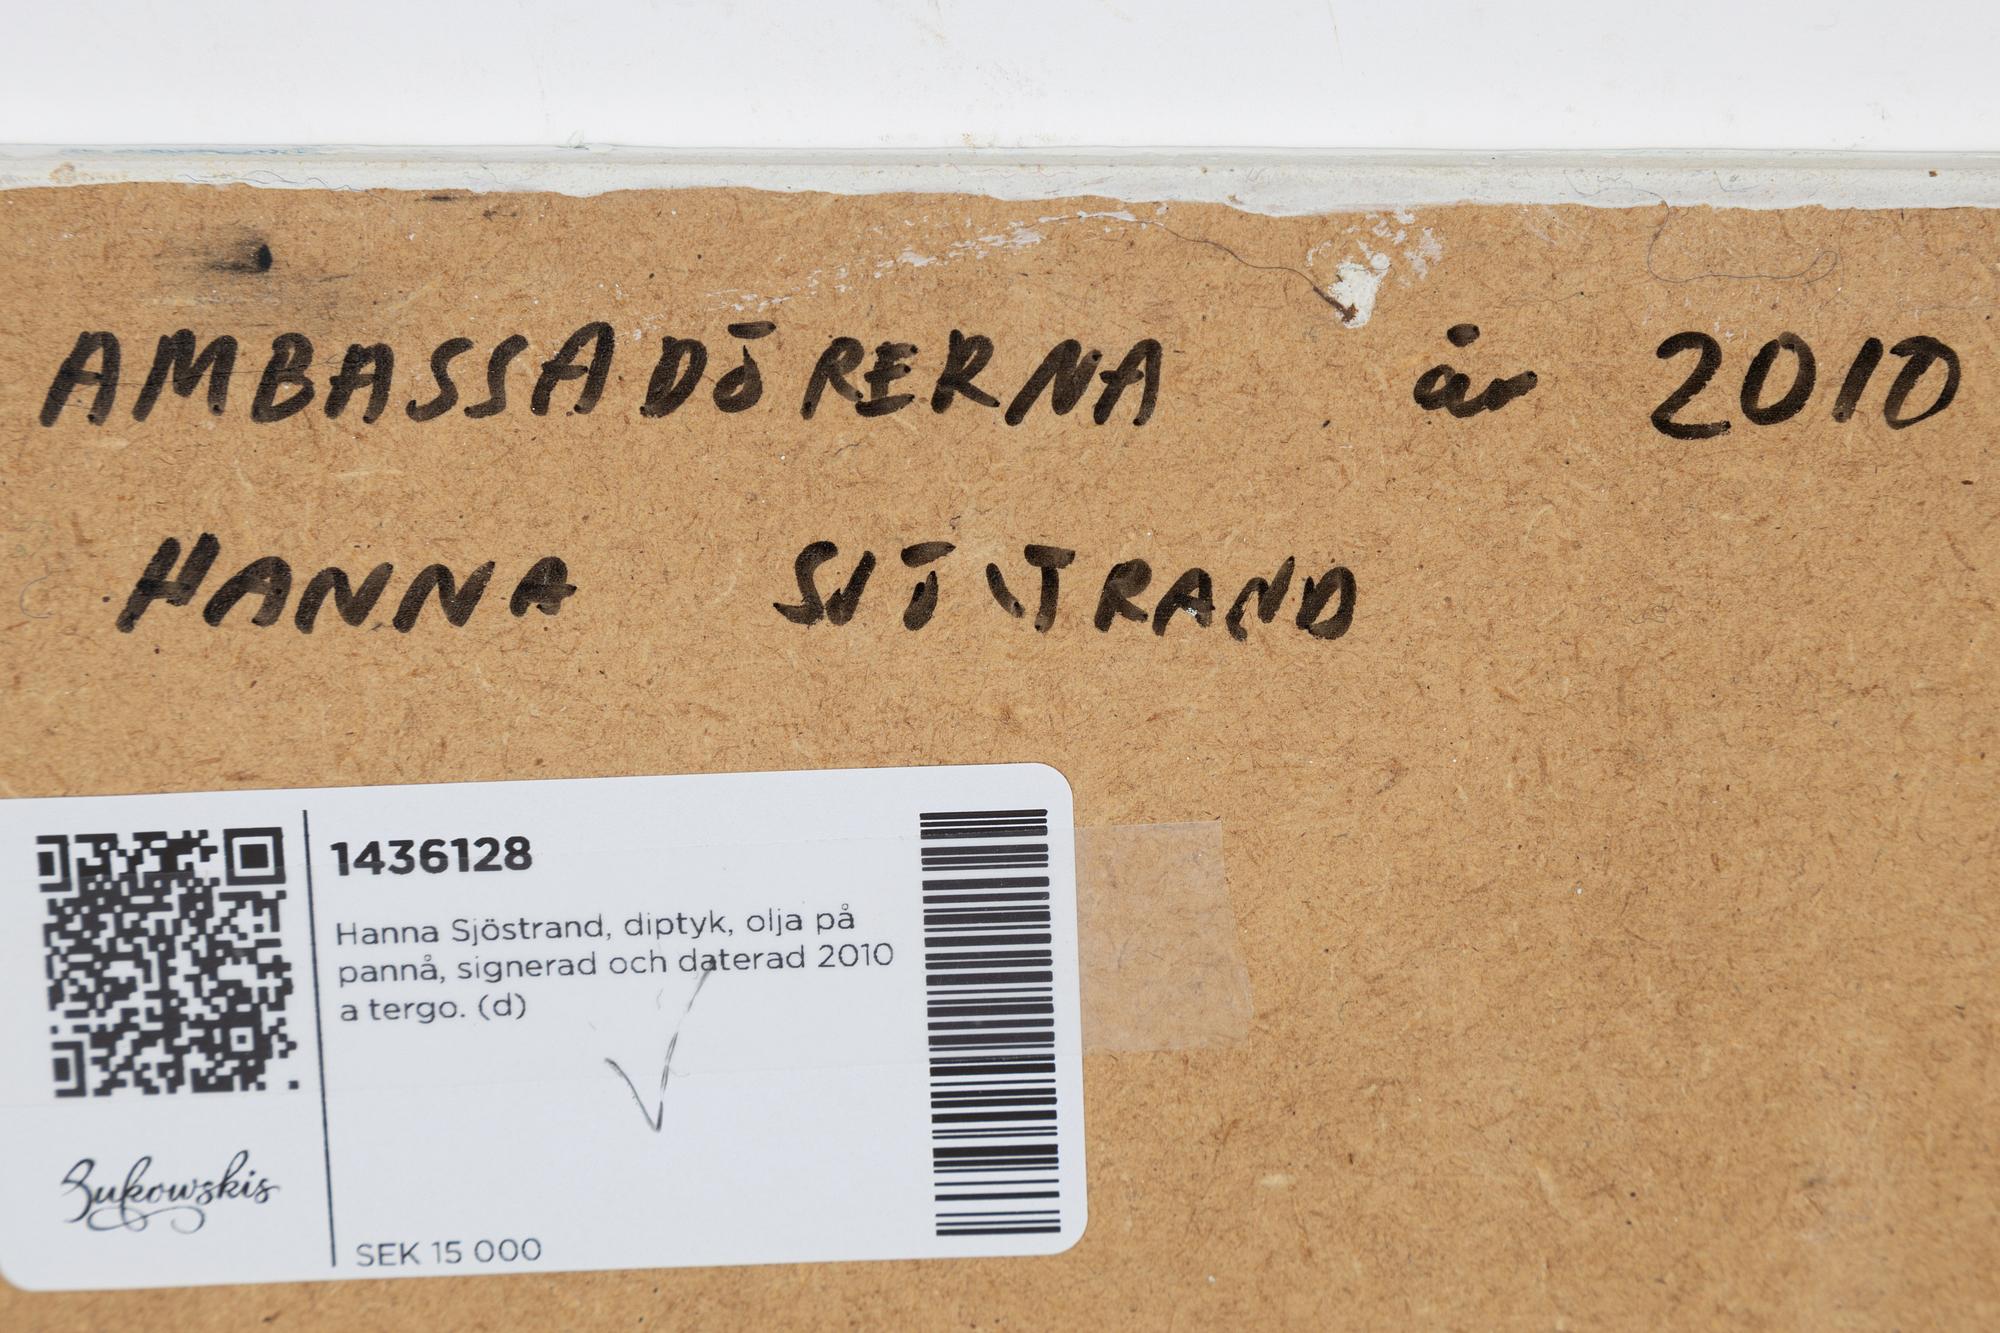 AMBASSADÖRERNA år 2010
HANNA SJÖSTRAND
1436128
Hanna Sjöstrand, diptyk, olja på
pannå, signerad och daterad 2010
a tergo. (d)
Bukowskis
SEK 15 000